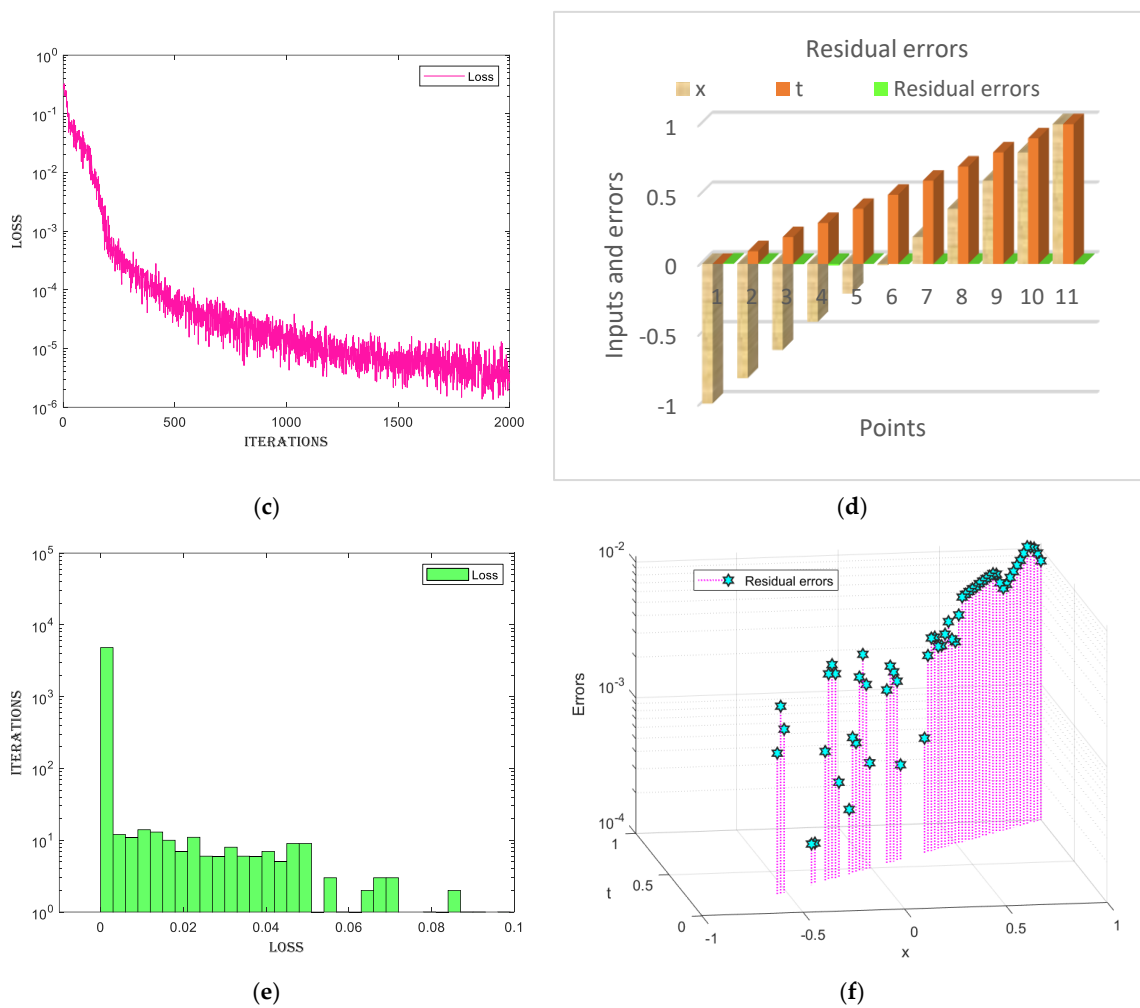 10^0
10^-1
10^-2
10^-3
10^-4
10^-5
10^-6
LOSS
Loss
0 500 1000 1500 2000
ITERATIONS
(c)
Residual errors
x t Residual errors
1
0.5
0
-0.5
-1
Inputs and errors
1 2 3 4 5 6 7 8 9 10 11
Points
(d)
10^5
10^4
10^3
10^2
10^1
10^0
ITERATIONS
Loss
0 0.02 0.04 0.06 0.08 0.1
LOSS
(e)
10^-2
10^-3
10^-4
Errors
Residual errors
1
0.5
0
t
-1 -0.5 0 0.5 1
x
(f)